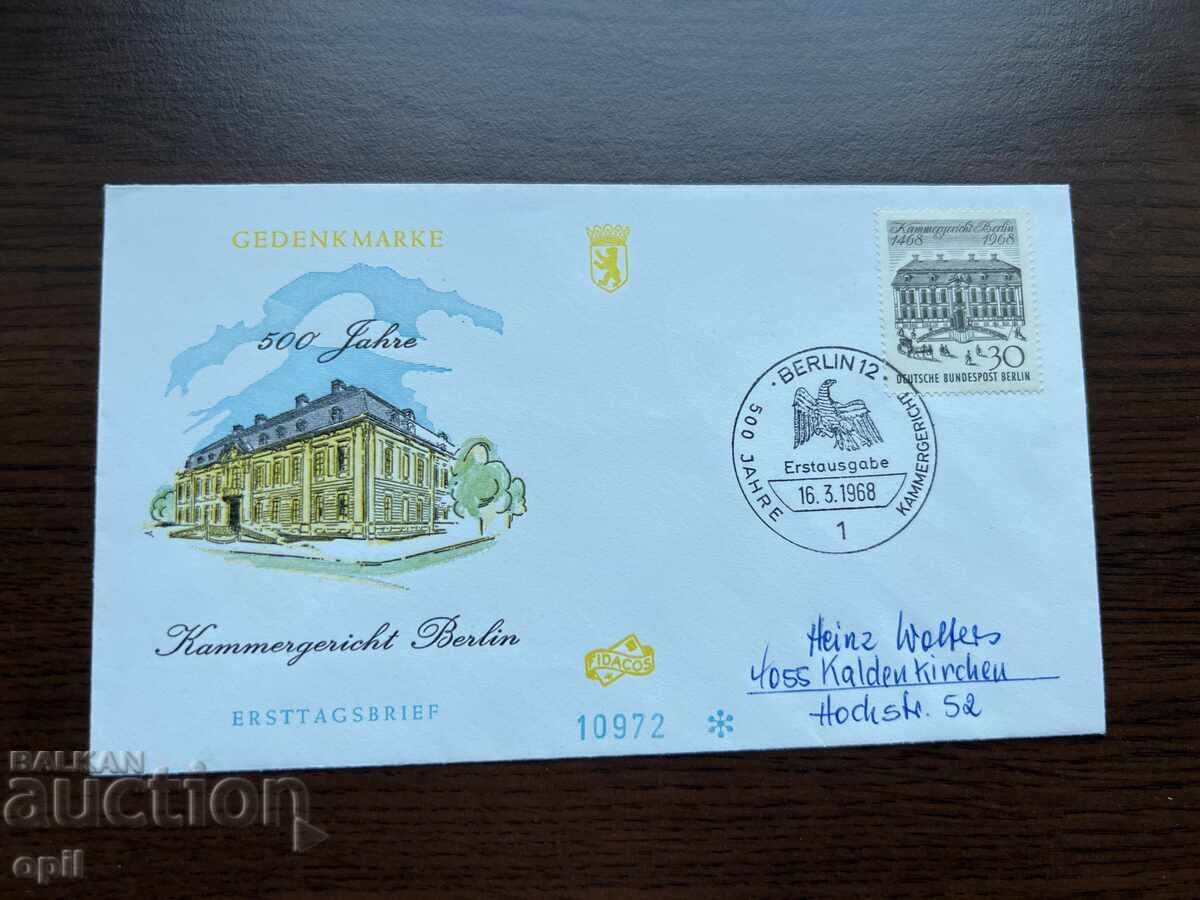 GEDENKMARKE
500 Jahre
Kammergericht Berlin
ERSTTAGSBRIEF
FIDACOS
10972
Kammergericht Berlin
1468 1968
30
DEUTSCHE BUNDESPOST BERLIN
· BERLIN 12 ·
500 JAHRE KAMMERGERICHT
Erstausgabe
16.3.1968
1
Heinz Wolters
4055 Kaldenkirchen
Hochstr. 52
BALKAN
auction
opil